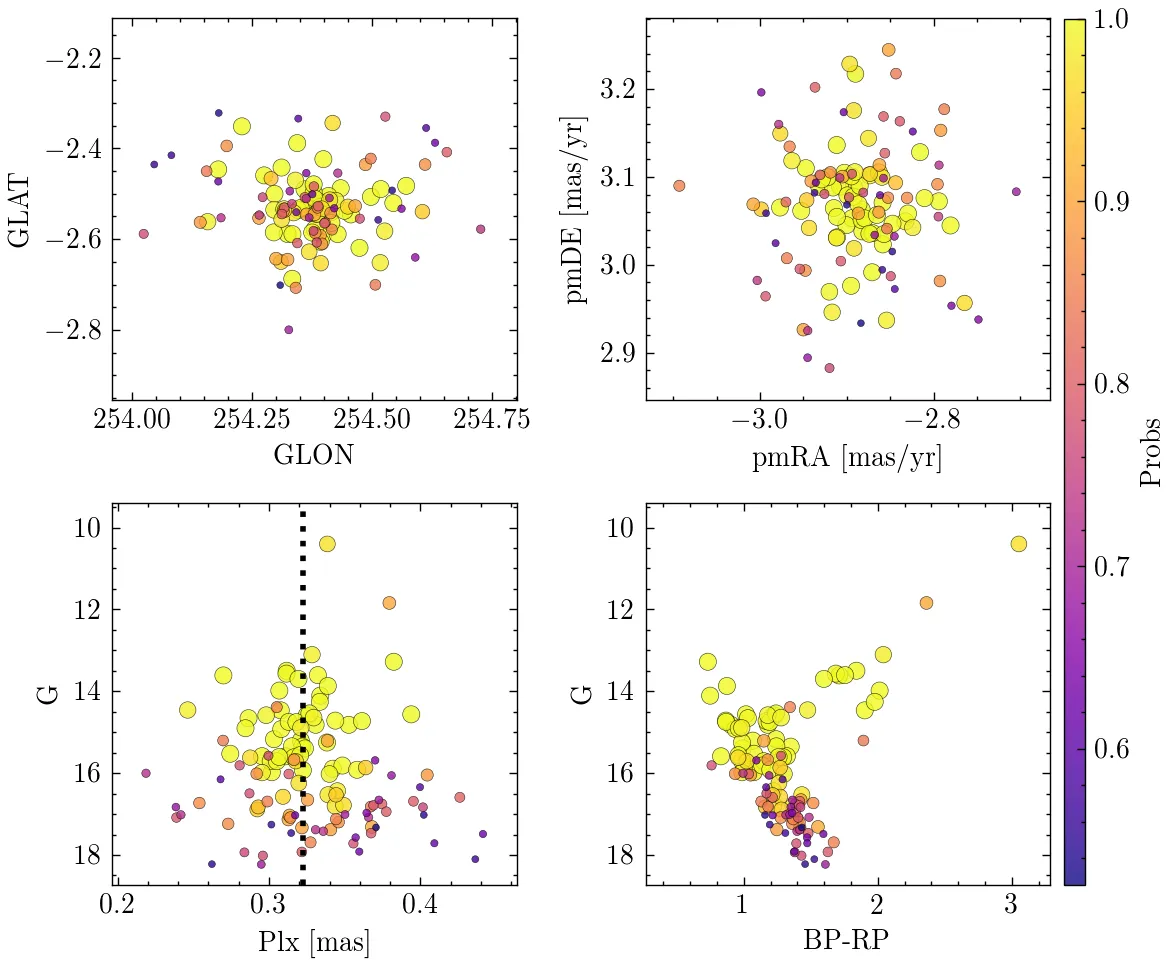 −2.2
−2.4
−2.6
−2.8
GLAT
254.00 254.25 254.50 254.75
GLON
3.2
3.1
3.0
2.9
pmDE [mas/yr]
−3.0 −2.8
pmRA [mas/yr]
1.0
0.9
0.8
0.7
0.6
Probs
10
12
14
16
18
G
0.2 0.3 0.4
Plx [mas]
10
12
14
16
18
G
1 2 3
BP-RP